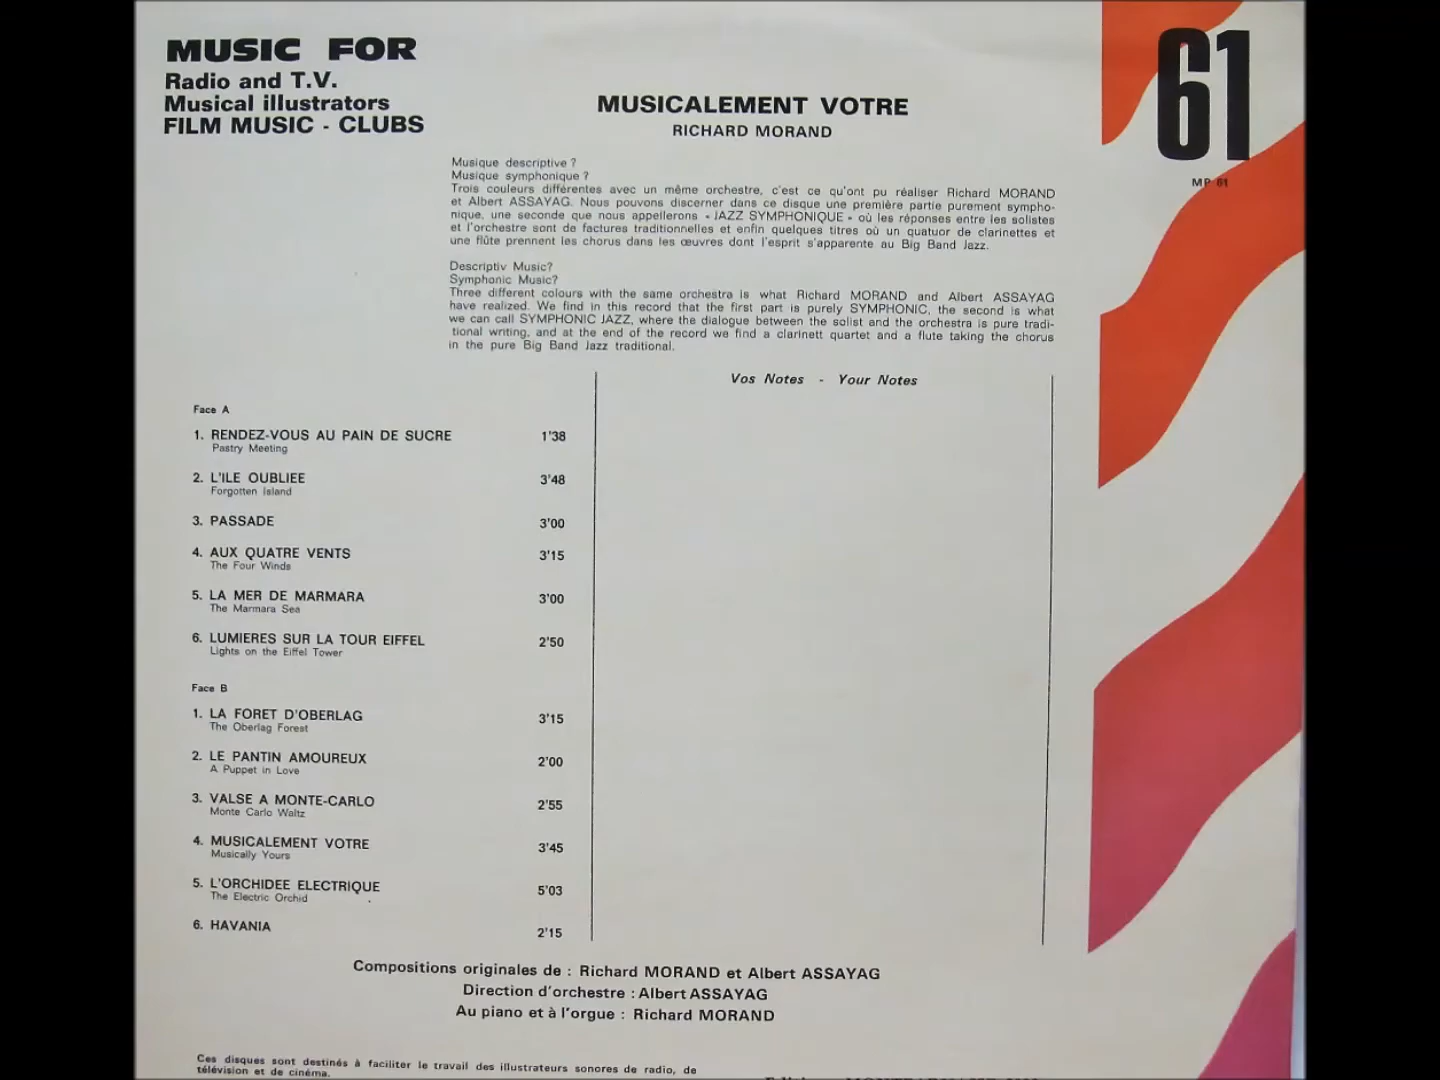 MUSIC FOR
Radio and T.V.
Musical illustrators
FILM MUSIC - CLUBS
61
MP 61
MUSICALEMENT VOTRE
RICHARD MORAND
Musique descriptive ?
Musique symphonique ?
Trois couleurs différentes avec un même orchestre, c'est ce qu'ont pu réaliser Richard MORAND
et Albert ASSAYAG. Nous pouvons discerner dans ce disque une première partie purement sympho-
nique, une seconde que nous appellerons « JAZZ SYMPHONIQUE » où les réponses entre les solistes
et l'orchestre sont de factures traditionnelles et enfin quelques titres où un quatuor de clarinettes et
une flûte prennent les chorus dans les œuvres dont l'esprit s'apparente au Big Band Jazz.
Descriptiv Music?
Symphonic Music?
Three different colours with the same orchestra is what Richard MORAND and Albert ASSAYAG
have realized. We find in this record that the first part is purely SYMPHONIC, the second is what
we can call SYMPHONIC JAZZ, where the dialogue between the solist and the orchestra is pure tradi-
tional writing, and at the end of the record we find a clarinett quartet and a flute taking the chorus
in the pure Big Band Jazz traditional.
Vos Notes - Your Notes
Face A
1. RENDEZ-VOUS AU PAIN DE SUCRE 1'38
Pastry Meeting
2. L'ILE OUBLIEE 3'48
Forgotten Island
3. PASSADE 3'00
4. AUX QUATRE VENTS 3'15
The Four Winds
5. LA MER DE MARMARA 3'00
The Marmara Sea
6. LUMIERES SUR LA TOUR EIFFEL 2'50
Lights on the Eiffel Tower
Face B
1. LA FORET D'OBERLAG 3'15
The Oberlag Forest
2. LE PANTIN AMOUREUX 2'00
A Puppet in Love
3. VALSE A MONTE-CARLO 2'55
Monte Carlo Waltz
4. MUSICALEMENT VOTRE 3'45
Musically Yours
5. L'ORCHIDEE ELECTRIQUE 5'03
The Electric Orchid
6. HAVANIA 2'15
Compositions originales de : Richard MORAND et Albert ASSAYAG
Direction d'orchestre : Albert ASSAYAG
Au piano et à l'orgue : Richard MORAND
Ces disques sont destinés à faciliter le travail des illustrateurs sonores de radio, de
télévision et de cinéma.